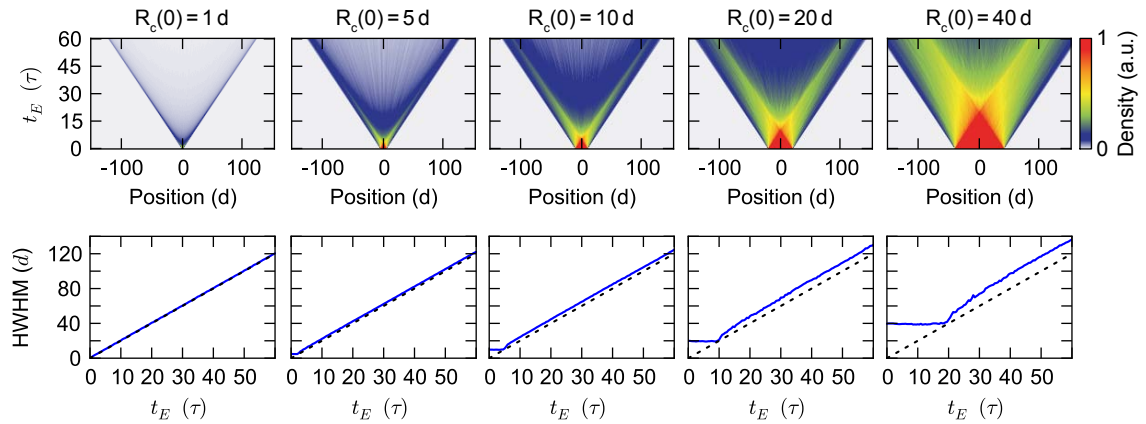 R_c(0) = 1 d R_c(0) = 5 d R_c(0) = 10 d R_c(0) = 20 d R_c(0) = 40 d
60
45
30
15
0
t_E (τ)
-100 0 100 -100 0 100 -100 0 100 -100 0 100 -100 0 100
Position (d) Position (d) Position (d) Position (d) Position (d)
1
0
Density (a.u.)
120
80
40
0
HWHM (d)
0 10 20 30 40 50 0 10 20 30 40 50 0 10 20 30 40 50 0 10 20 30 40 50 0 10 20 30 40 50
t_E (τ) t_E (τ) t_E (τ) t_E (τ) t_E (τ)